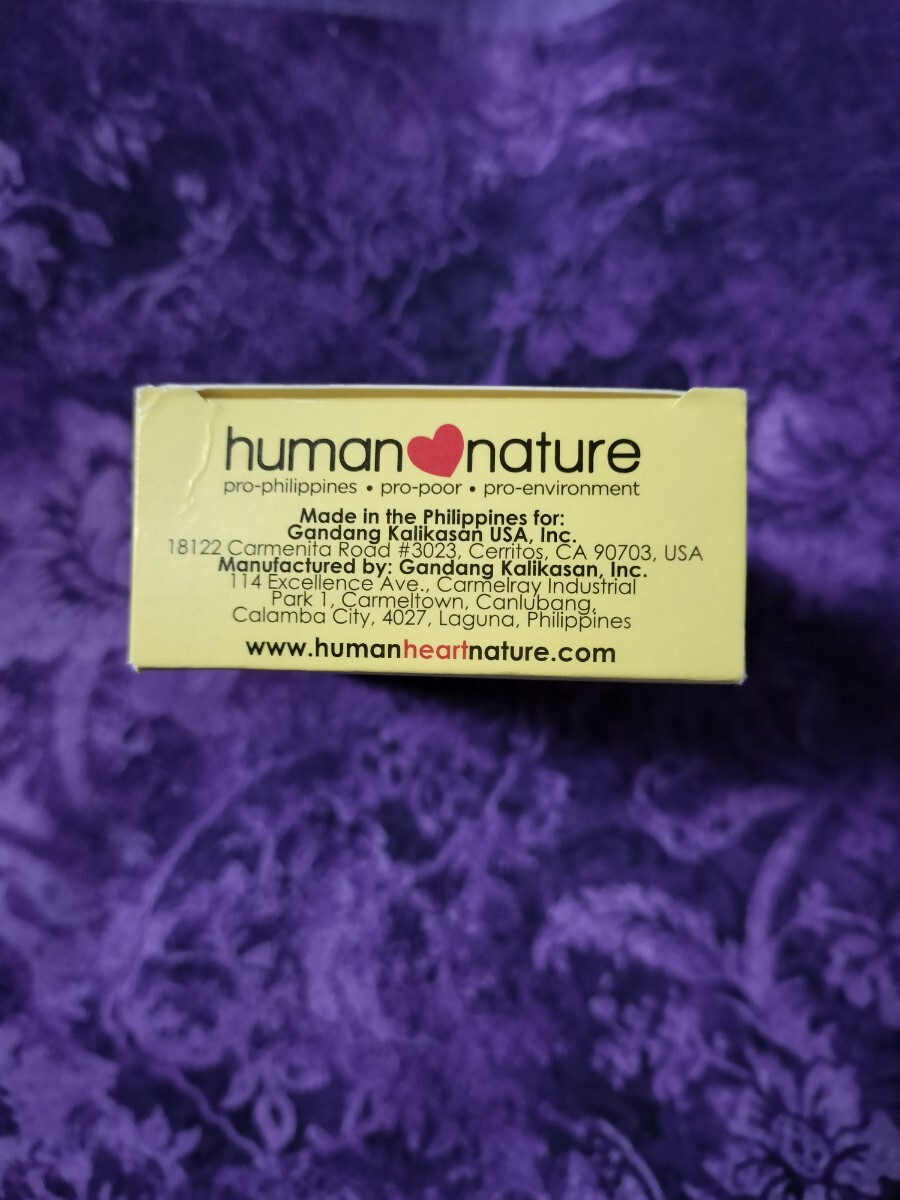 human nature
pro-philippines • pro-poor • pro-environment
Made in the Philippines for:
Gandang Kalikasan USA, Inc.
18122 Carmenita Road #3023, Cerritos, CA 90703, USA
Manufactured by: Gandang Kalikasan, Inc.
114 Excellence Ave., Carmelray Industrial
Park 1, Carmeltown, Canlubang,
Calamba City, 4027, Laguna, Philippines
www.humanheartnature.com